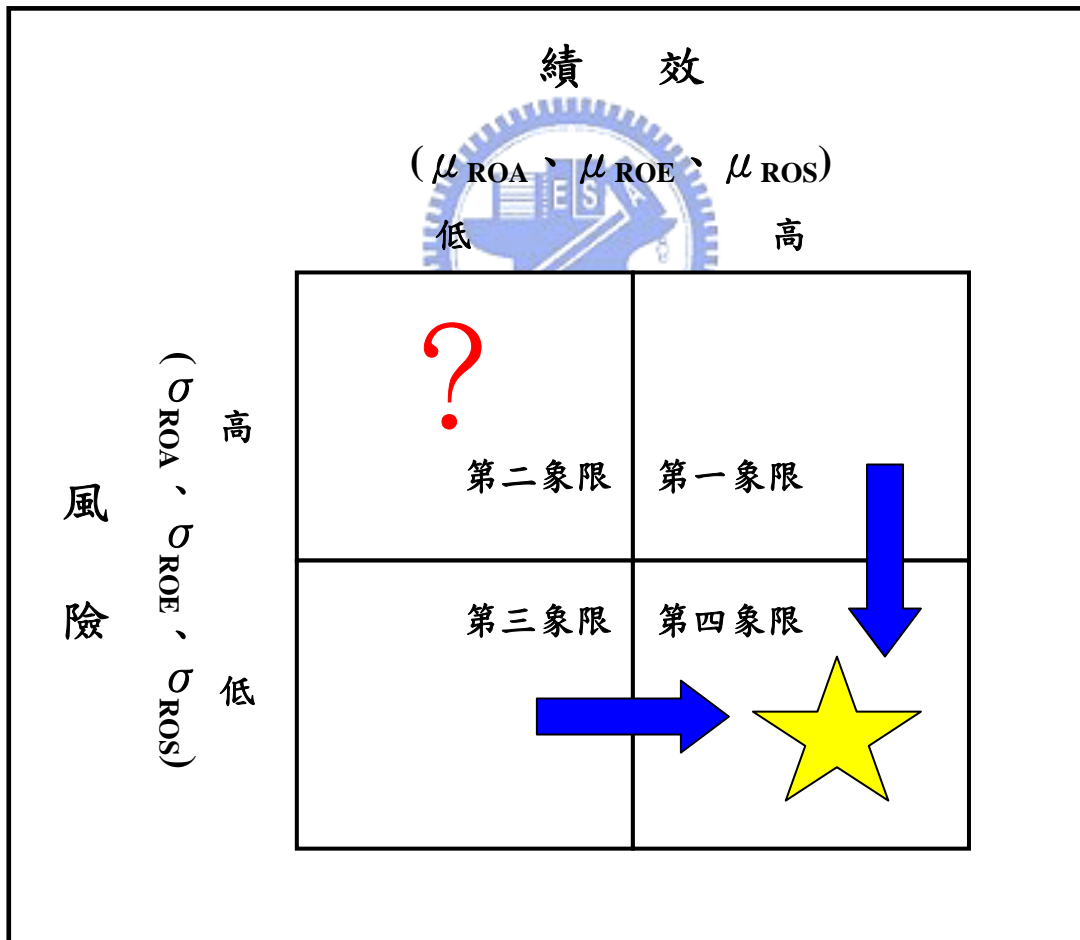 績 效
(μROA、μROE、μROS)
低 高
ES
A
?
高
第二象限 第一象限
風險
(σROA、σROE、σROS)
第三象限 第四象限
低